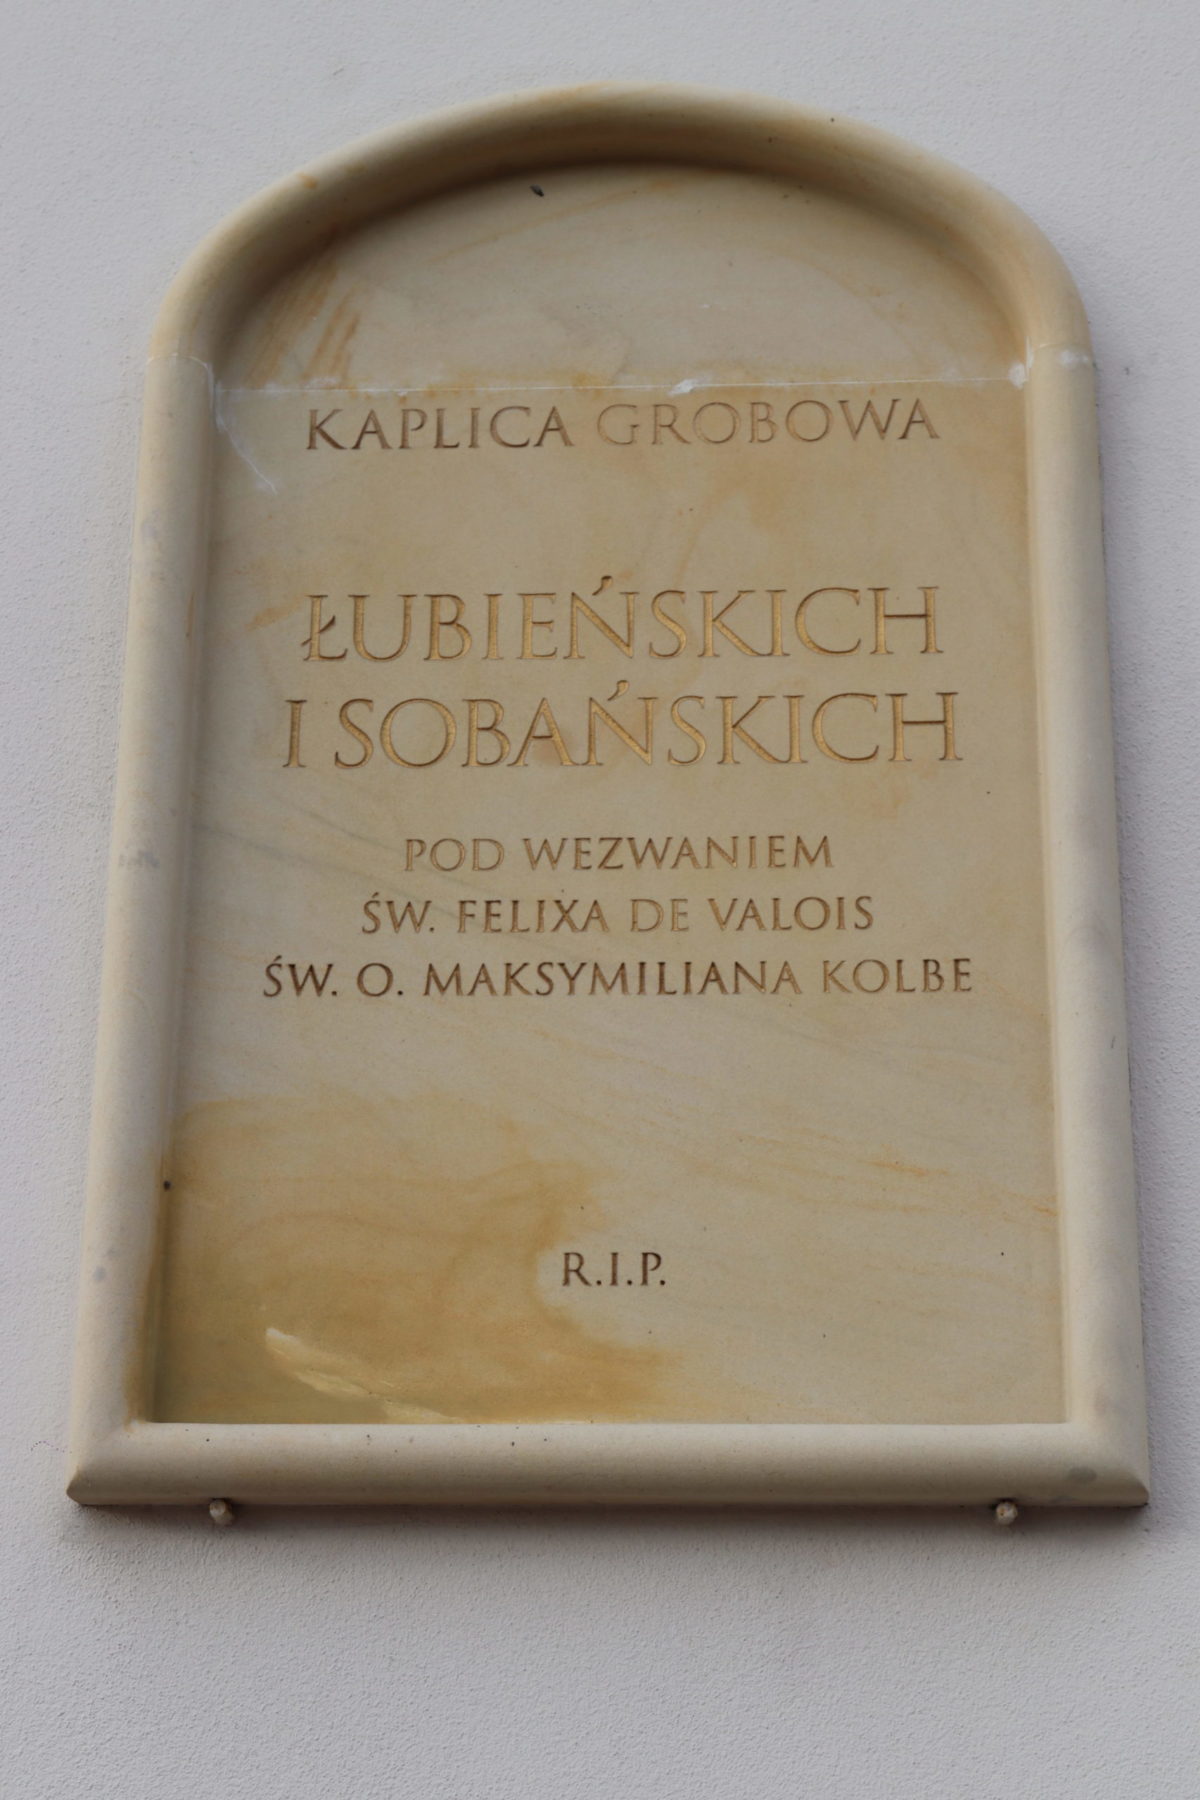 KAPLICA GROBOWA
ŁUBIEŃSKICH
I SOBAŃSKICH
POD WEZWANIEM
ŚW. FELIXA DE VALOIS
ŚW. O. MAKSYMILIANA KOLBE
R.I.P.